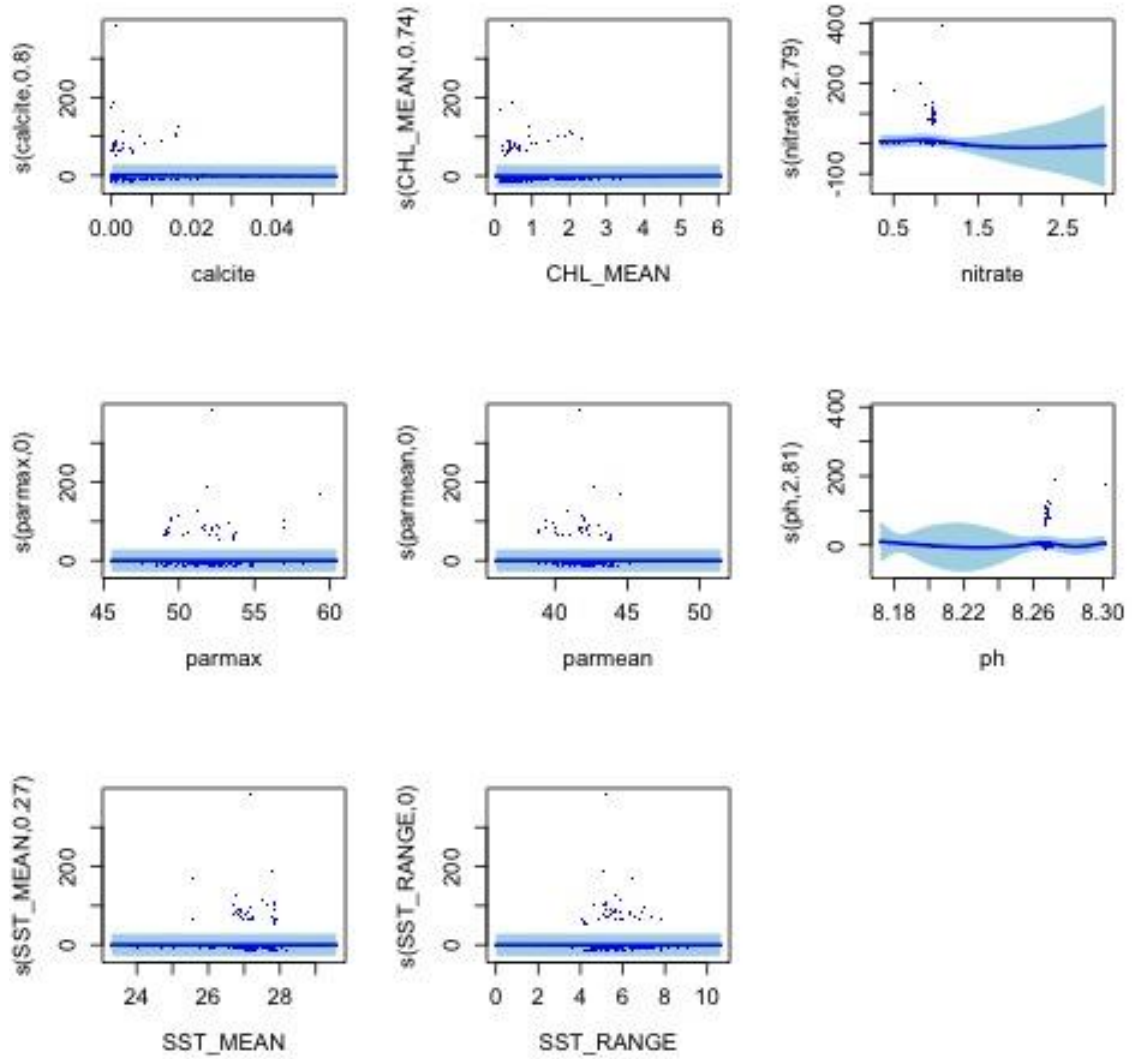 s(calcite,0.8)
200
0
0.00 0.02 0.04
calcite
s(CHL_MEAN,0.74)
200
0
0 1 2 3 4 5 6
CHL_MEAN
s(nitrate,2.79)
400
200
-100
0.5 1.5 2.5
nitrate
s(parmax,0)
200
0
45 50 55 60
parmax
s(parmean,0)
200
0
40 45 50
parmean
s(ph,2.81)
400
200
0
8.18 8.22 8.26 8.30
ph
s(SST_MEAN,0.27)
200
0
24 26 28
SST_MEAN
s(SST_RANGE,0)
200
0
0 2 4 6 8 10
SST_RANGE